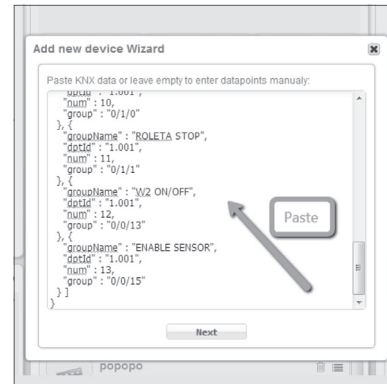 Add new device Wizard
Paste KNX data or leave empty to enter datapoints manualy:
"dptId" : "1.001",
"num" : 10,
"group" : "0/1/0"
}, {
"groupName" : "ROLETA STOP",
"dptId" : "1.001",
"num" : 11,
"group" : "0/1/1"
}, {
"groupName" : "W2 ON/OFF",
"dptId" : "1.001",
"num" : 12,
"group" : "0/0/13"
}, {
"groupName" : "ENABLE SENSOR",
"dptId" : "1.001",
"num" : 13,
"group" : "0/0/15"
} ]
}
Paste
Next
popopo